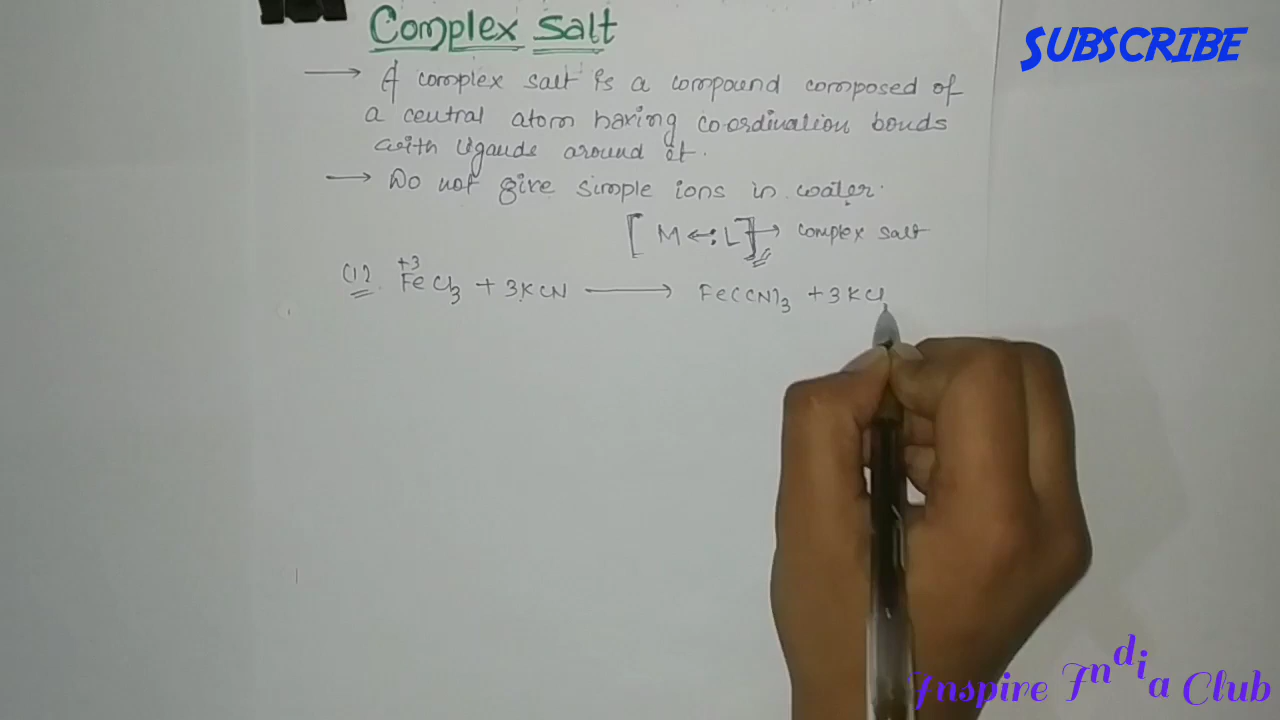 Complex Salt
SUBSCRIBE
→ A complex salt is a compound composed of
a central atom having co-ordination bonds
with ligands around it.
→ Do not give simple ions in water.
[M←:L] → complex salt
(1). +3
FeCl3 + 3KCN → Fe(CN)3 + 3KCl
Inspire India Club